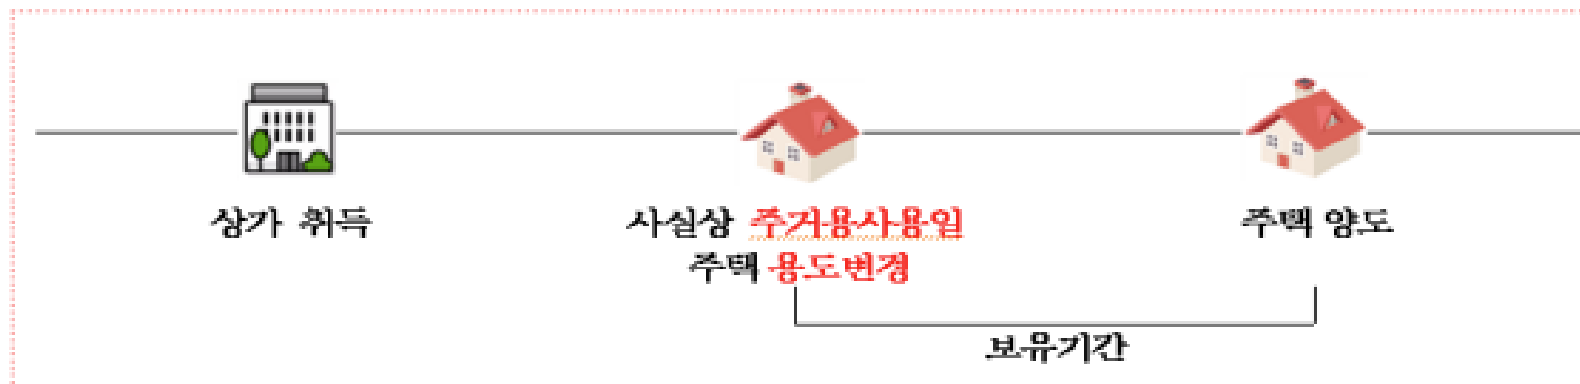 상가 취득
사실상 주거용사용일
주택 용도변경
주택 양도
보유기간